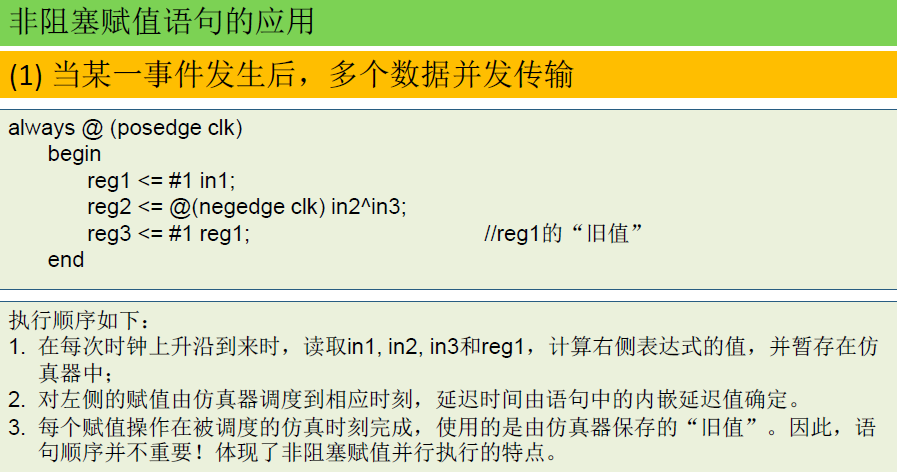 非阻塞赋值语句的应用
(1) 当某一事件发生后，多个数据并发传输
always @ (posedge clk)
begin
reg1 <= #1 in1;
reg2 <= @(negedge clk) in2^in3;
reg3 <= #1 reg1; //reg1的“旧值”
end
执行顺序如下：
1. 在每次时钟上升沿到来时，读取in1, in2, in3和reg1，计算右侧表达式的值，并暂存在仿
真器中；
2. 对左侧的赋值由仿真器调度到相应时刻，延迟时间由语句中的内嵌延迟值确定。
3. 每个赋值操作在被调度的仿真时刻完成，使用的是由仿真器保存的“旧值”。因此，语
句顺序并不重要！体现了非阻塞赋值并行执行的特点。